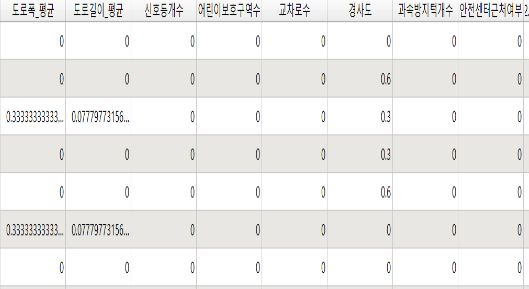 도로폭_평균 도로길이_평균 신호등개수 어린이보호구역수 교차로수 경사도 과속방지턱개수 안전센터근처여부 2.
0 0 0 0 0 0 0 0
0 0 0 0 0 0.6 0 0
0.33333333333... 0.07779773156... 0 0 0 0.3 0 0
0 0 0 0 0 0.3 0 0
0 0 0 0 0 0.6 0 0
0.33333333333... 0.07779773156... 0 0 0 0 0 0
0 0 0 0 0 0 0 0